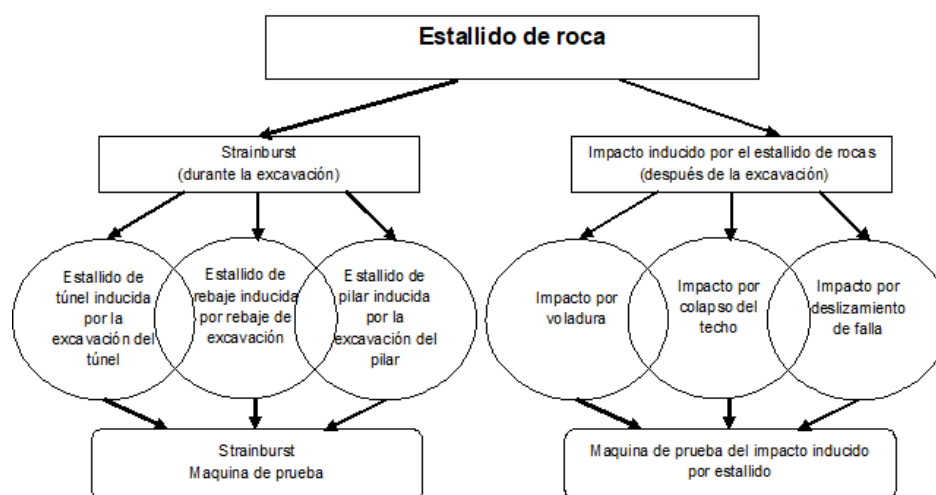 Estallido de roca
Strainburst
(durante la excavación)
Impacto inducido por el estallido de rocas
(después de la excavación)
Estallido de
túnel inducida
por la
excavación del
túnel
Estallido de
rebaje inducida
por rebaje de
excavación
Estallido de
pilar inducida
por la
excavación del
pilar
Impacto por
voladura
Impacto por
colapso del
techo
Impacto por
deslizamiento
de falla
Strainburst
Maquina de prueba
Maquina de prueba del impacto inducido
por estallido